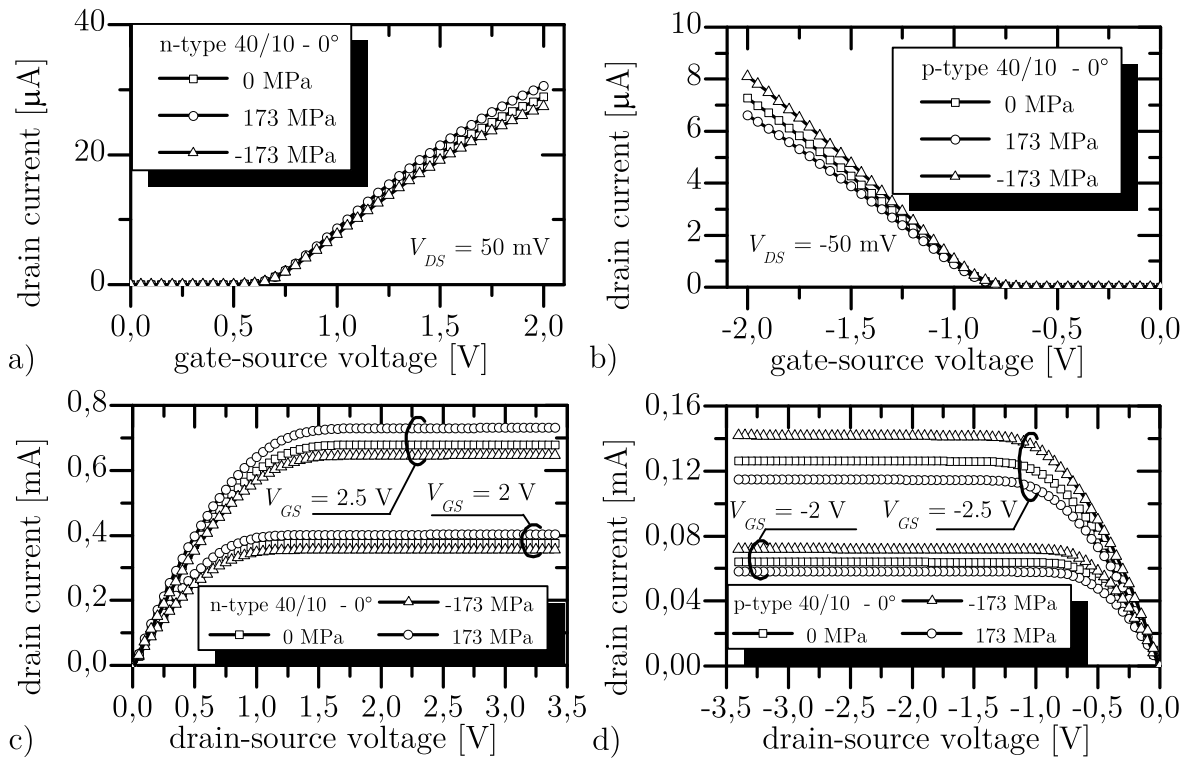 40
20
0
drain current [µA]
n-type 40/10 - 0°
0 MPa
173 MPa
-173 MPa
V_DS = 50 mV
0,0 0,5 1,0 1,5 2,0
gate-source voltage [V]
a)
10
8
6
4
2
0
drain current [µA]
p-type 40/10 - 0°
0 MPa
173 MPa
-173 MPa
V_DS = -50 mV
-2,0 -1,5 -1,0 -0,5 0,0
gate-source voltage [V]
b)
0,8
0,6
0,4
0,2
0,0
drain current [mA]
V_GS = 2.5 V
V_GS = 2 V
n-type 40/10 - 0° -173 MPa
0 MPa 173 MPa
0,0 0,5 1,0 1,5 2,0 2,5 3,0 3,5
drain-source voltage [V]
c)
0,16
0,12
0,08
0,04
0,00
drain current [mA]
V_GS = -2 V
V_GS = -2.5 V
p-type 40/10 - 0° -173 MPa
0 MPa 173 MPa
-3,5 -3,0 -2,5 -2,0 -1,5 -1,0 -0,5 0,0
drain-source voltage [V]
d)